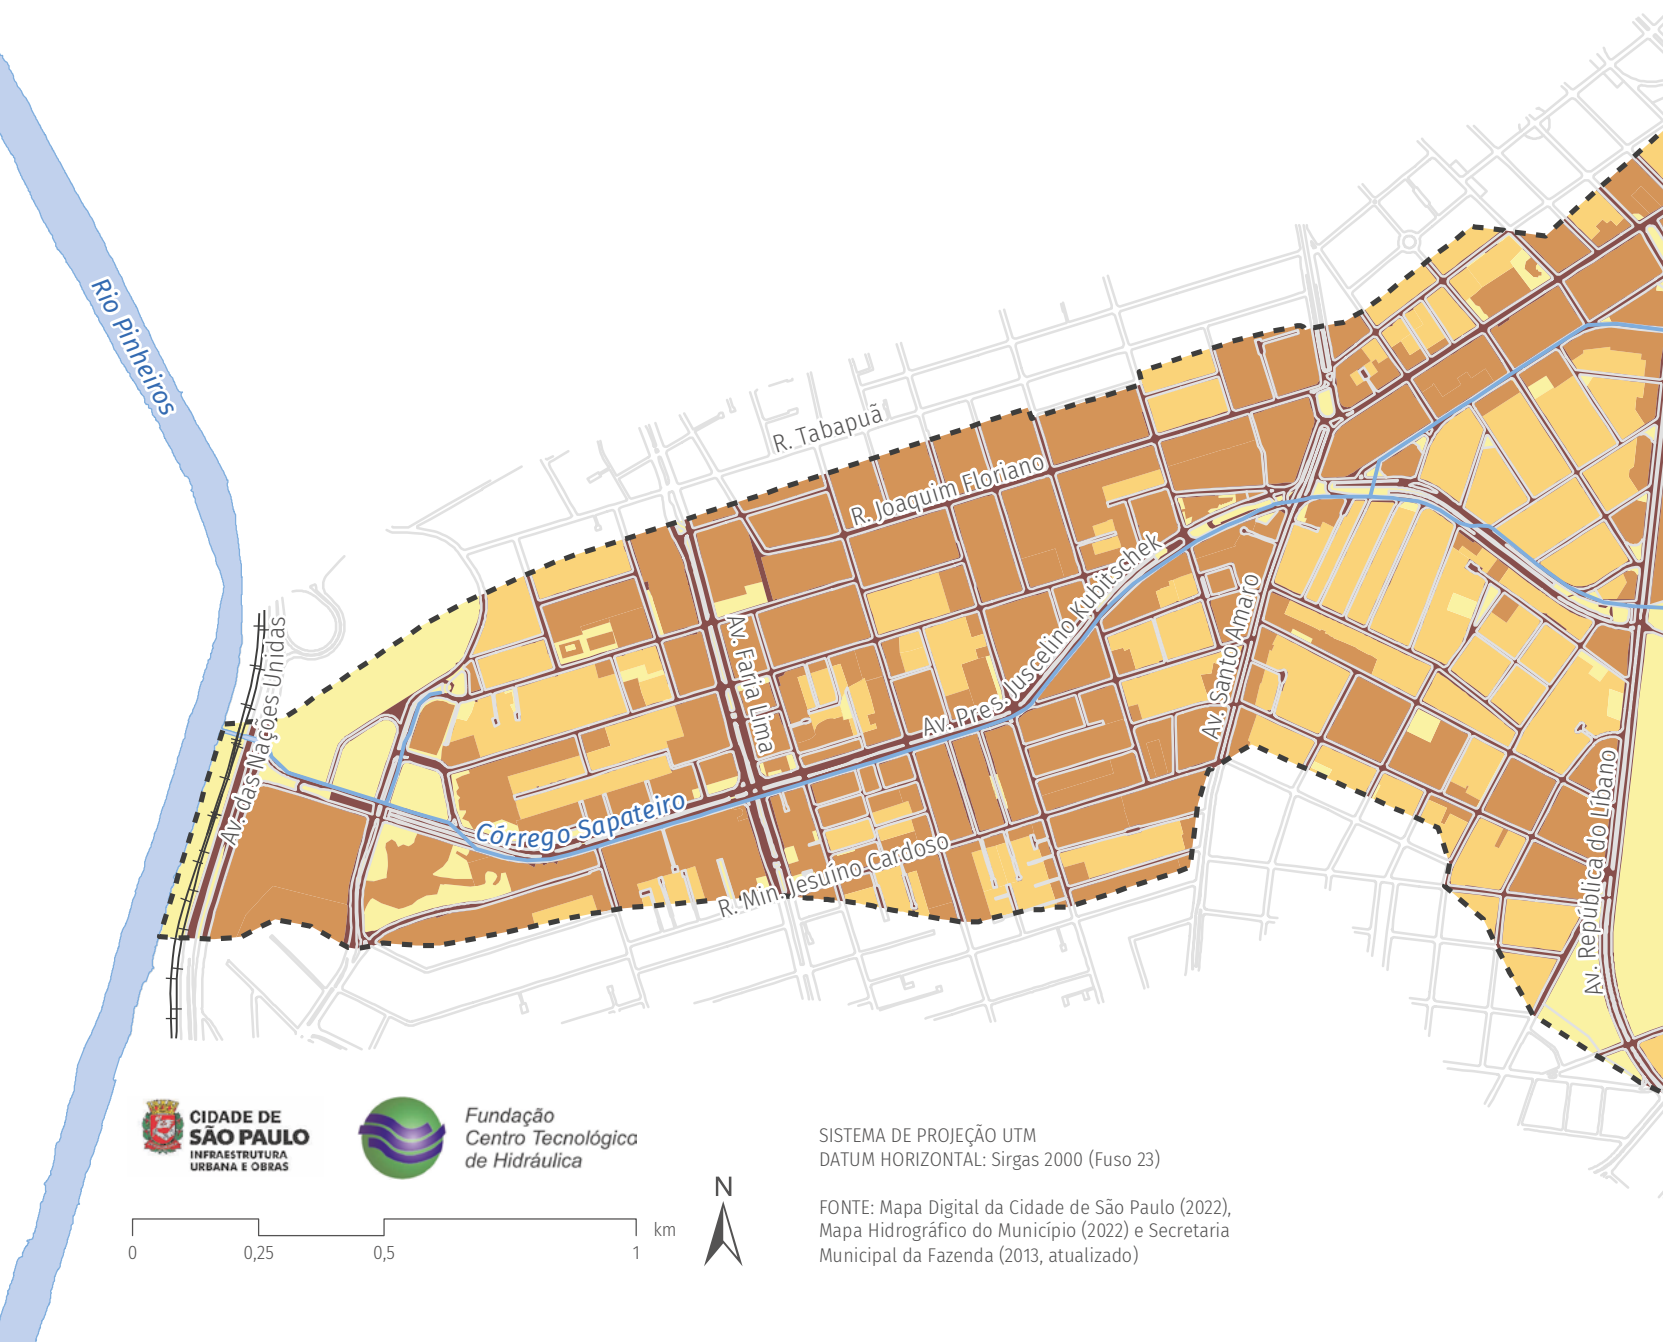 Rio Pinheiros
R. Tabapuã
R. Joaquim Floriano
Av. das Nações Unidas
Av. Faria Lima
Av. Pres. Juscelino Kubitschek
Av. Santo Amaro
Córrego Sapateiro
R. Min. Jesuíno Cardoso
Av. República do Líbano
CIDADE DE
SÃO PAULO
INFRAESTRUTURA
URBANA E OBRAS
Fundação
Centro Tecnológico
de Hidráulica
N
km
0
0,25
0,5
1
SISTEMA DE PROJEÇÃO UTM
DATUM HORIZONTAL: Sirgas 2000 (Fuso 23)
FONTE: Mapa Digital da Cidade de São Paulo (2022),
Mapa Hidrográfico do Município (2022) e Secretaria
Municipal da Fazenda (2013, atualizado)